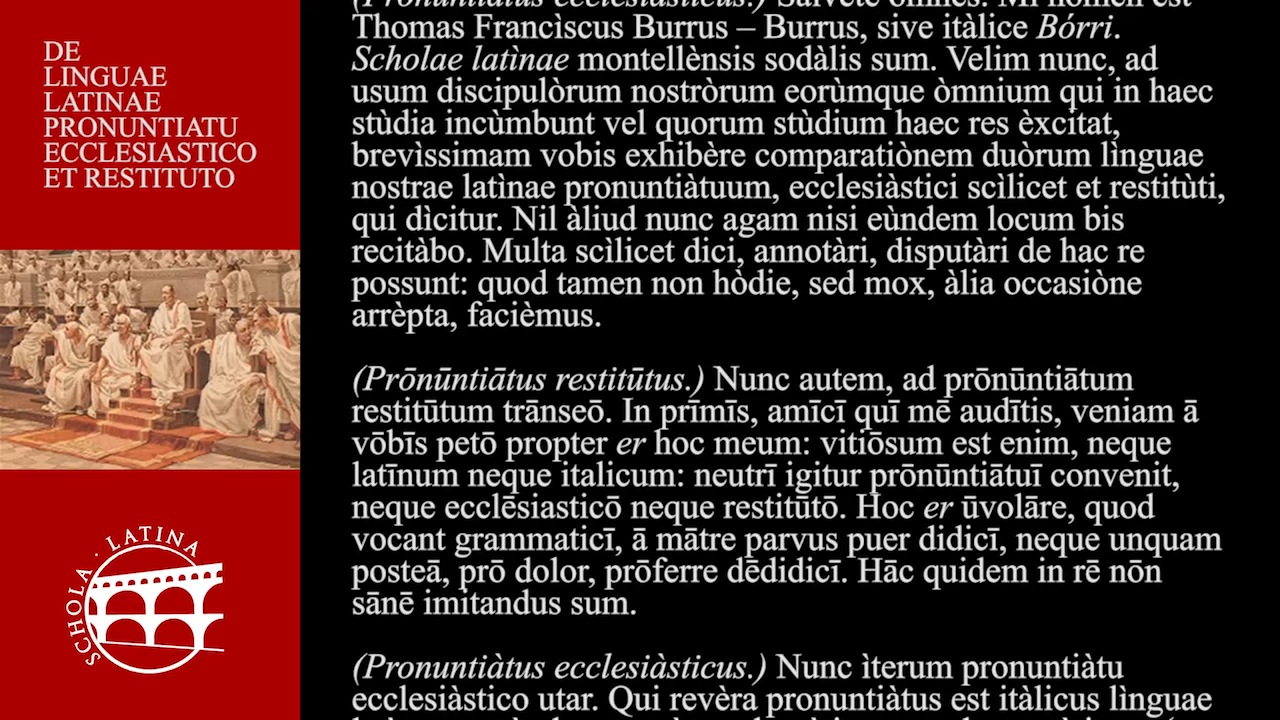 DE
LINGUAE
LATINAE
PRONUNTIATU
ECCLESIASTICO
ET RESTITUTO
SCHOLA · LATINA
(Pronuntiàtus ecclesiàsticus.) Salvète omnes. Mi nomen est
Thomas Francìscus Burrus – Burrus, sive itàlice Bórri.
Scholae latìnae montellènsis sodàlis sum. Velim nunc, ad
usum discipulòrum nostròrum eorùmque òmnium qui in haec
stùdia incùmbunt vel quorum stùdium haec res èxcitat,
brevìssimam vobis exhibère comparatiònem duòrum lìnguae
nostrae latìnae pronuntiàtuum, ecclesiàstici scìlicet et restitùti,
qui dìcitur. Nil àliud nunc agam nisi eùndem locum bis
recitàbo. Multa scìlicet dici, annotàri, disputàri de hac re
possunt: quod tamen non hòdie, sed mox, àlia occasiòne
arrèpta, facièmus.
(Prōnūntiātus restitūtus.) Nunc autem, ad prōnūntiātum
restitūtum trānseō. In prīmīs, amīcī quī mē audītis, veniam ā
vōbīs petō propter er hoc meum: vitiōsum est enim, neque
latīnum neque italicum: neutrī igitur prōnūntiātuī convenit,
neque ecclēsiasticō neque restitūtō. Hoc er ūvolāre, quod
vocant grammaticī, ā mātre parvus puer didicī, neque unquam
posteā, prō dolor, prōferre dēdidicī. Hāc quidem in rē nōn
sānē imitandus sum.
(Pronuntiàtus ecclesiàsticus.) Nunc ìterum pronuntiàtu
ecclesiàstico utar. Qui revèra pronuntiàtus est itàlicus lìnguae